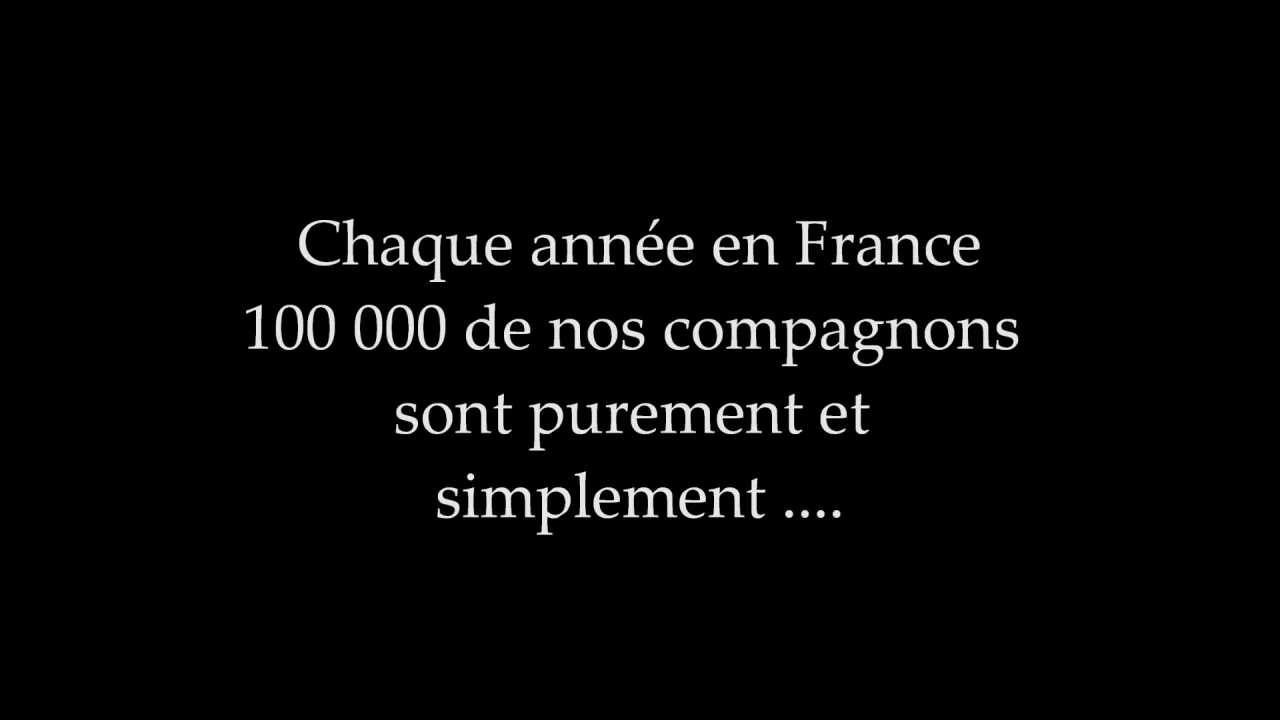 Chaque année en France
100 000 de nos compagnons
sont purement et
simplement ....